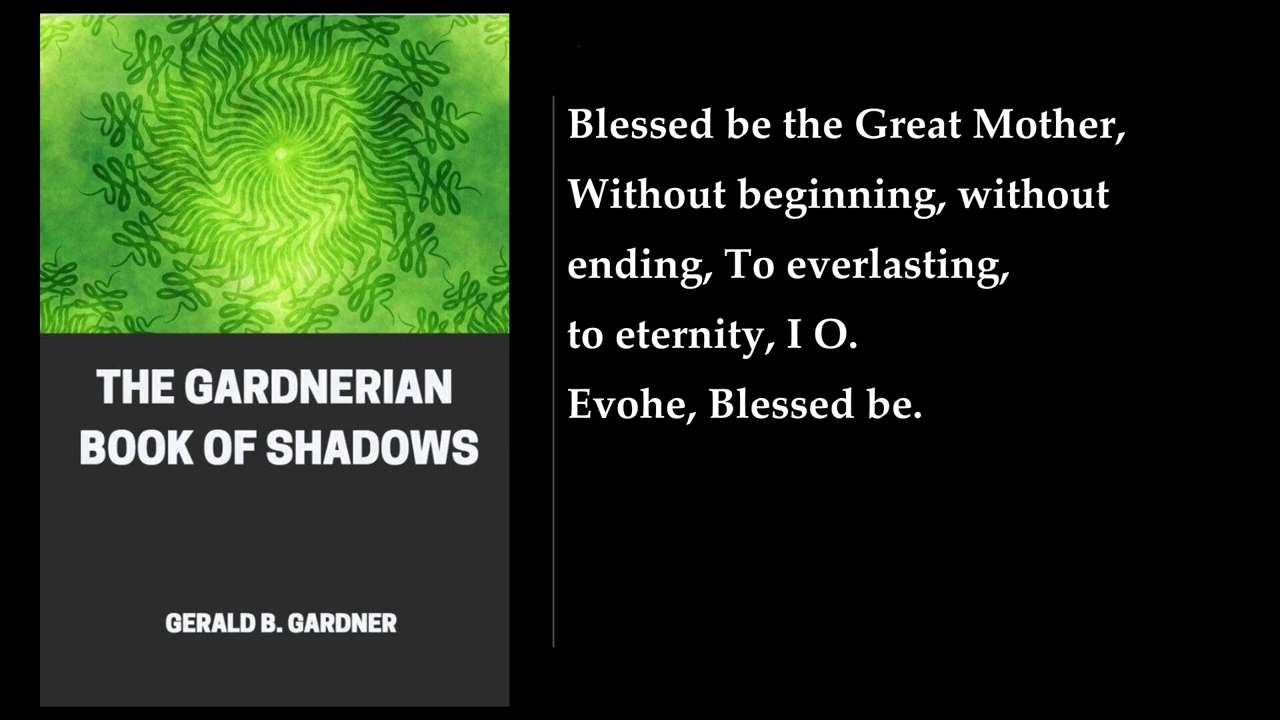 THE GARDNERIAN
BOOK OF SHADOWS
GERALD B. GARDNER
Blessed be the Great Mother,
Without beginning, without
ending, To everlasting,
to eternity, I O.
Evohe, Blessed be.